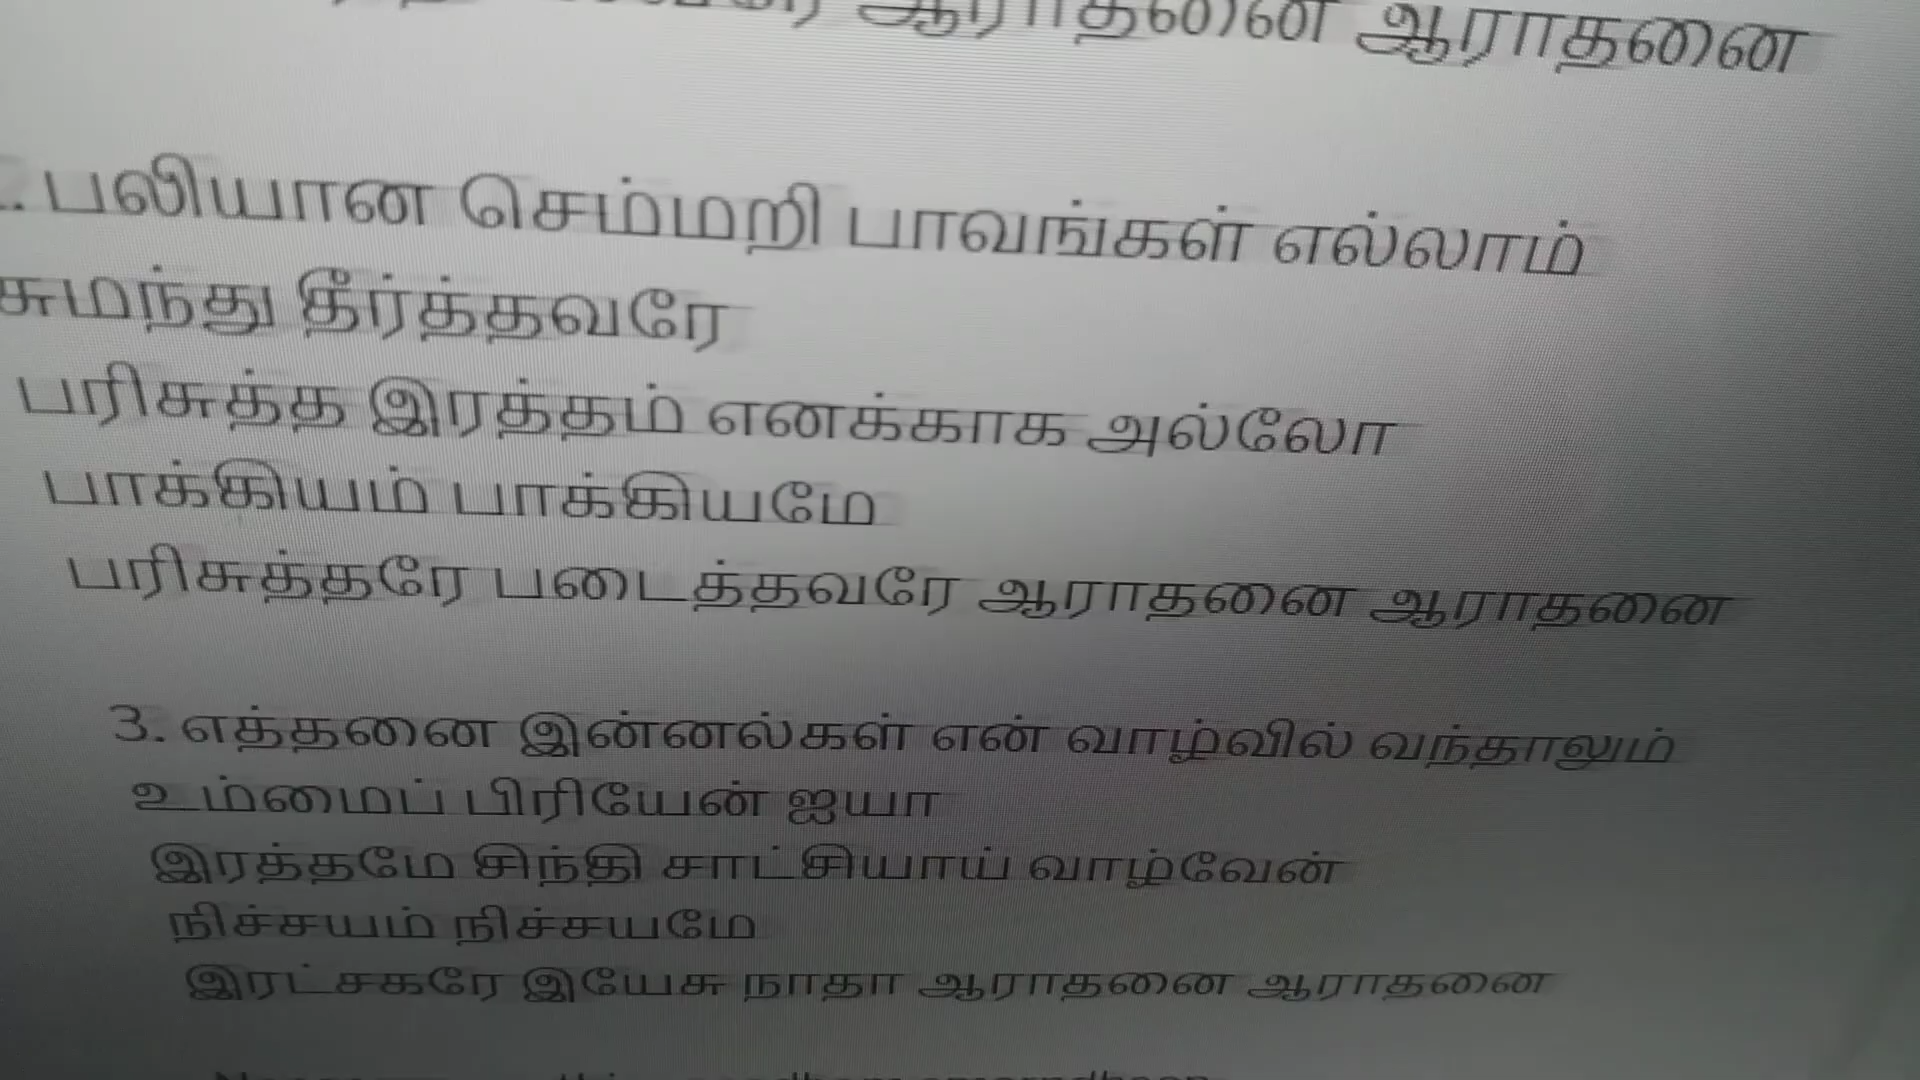 ஆராதனை ஆராதனை
பலியான செம்மறி பாவங்கள் எல்லாம்
சுமந்து தீர்த்தவரே
பரிசுத்த இரத்தம் எனக்காக அல்லோ
பாக்கியம் பாக்கியமே
பரிசுத்தரே படைத்தவரே ஆராதனை ஆராதனை
3. எத்தனை இன்னல்கள் என் வாழ்வில் வந்தாலும்
உம்மைப் பிரியேன் ஐயா
இரத்தமே சிந்தி சாட்சியாய் வாழ்வேன்
நிச்சயம் நிச்சயமே
இரட்சகரே இயேசு நாதா ஆராதனை ஆராதனை